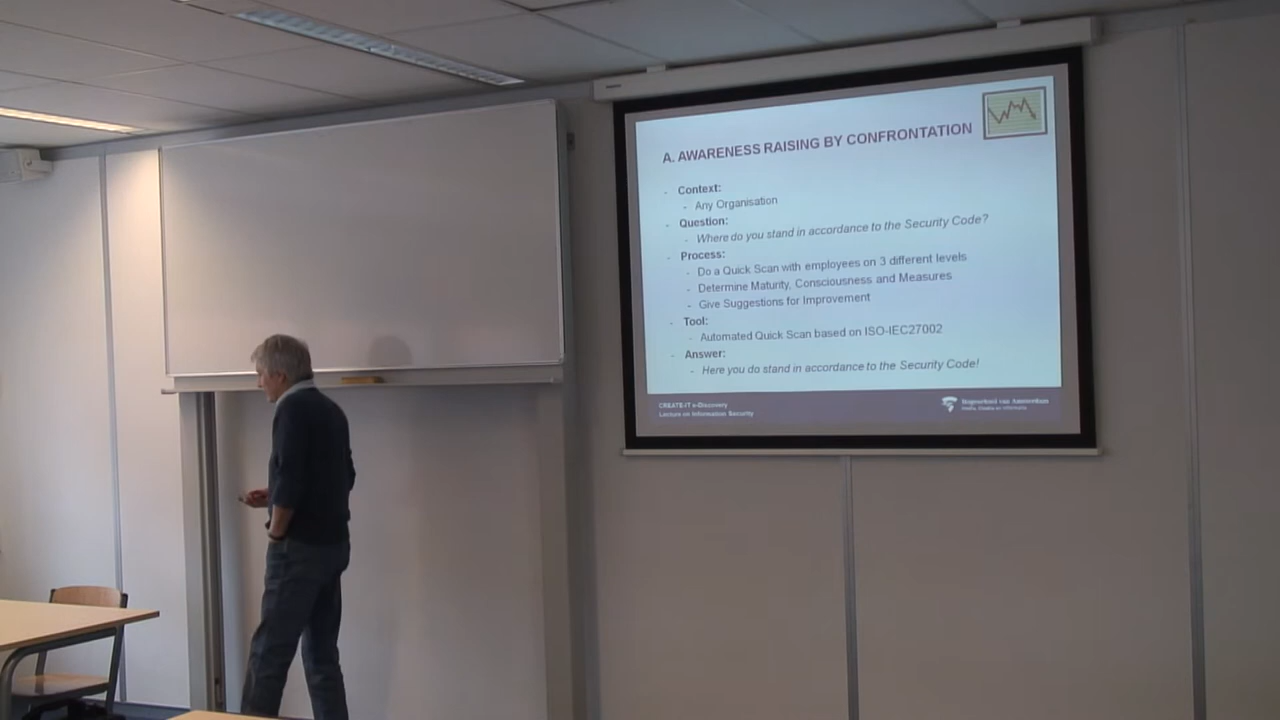 A. AWARENESS RAISING BY CONFRONTATION
- Context:
- Any Organisation
- Question:
- Where do you stand in accordance to the Security Code?
- Process:
- Do a Quick Scan with employees on 3 different levels
- Determine Maturity, Consciousness and Measures
- Give Suggestions for Improvement
- Tool:
- Automated Quick Scan based on ISO-IEC27002
- Answer:
- Here you do stand in accordance to the Security Code!
CREATE-IT e-Discovery
Lecture on Information Security
Hogeschool van Amsterdam